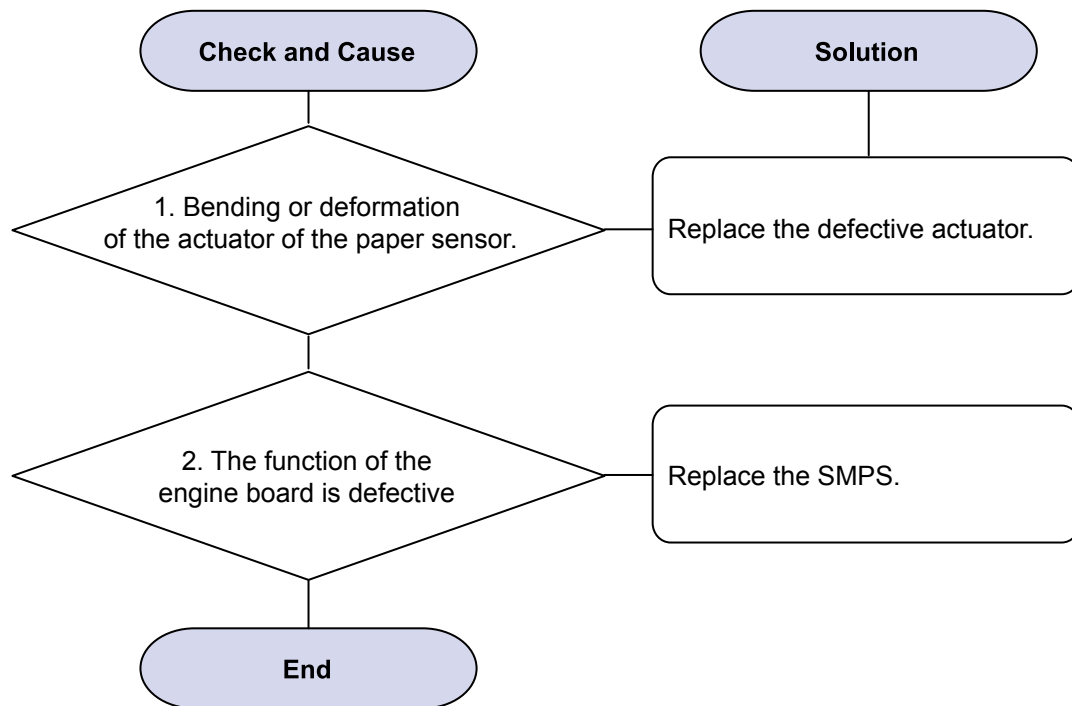 Check and Cause
Solution
1. Bending or deformation
of the actuator of the paper sensor.
Replace the defective actuator.
2. The function of the
engine board is defective
Replace the SMPS.
End